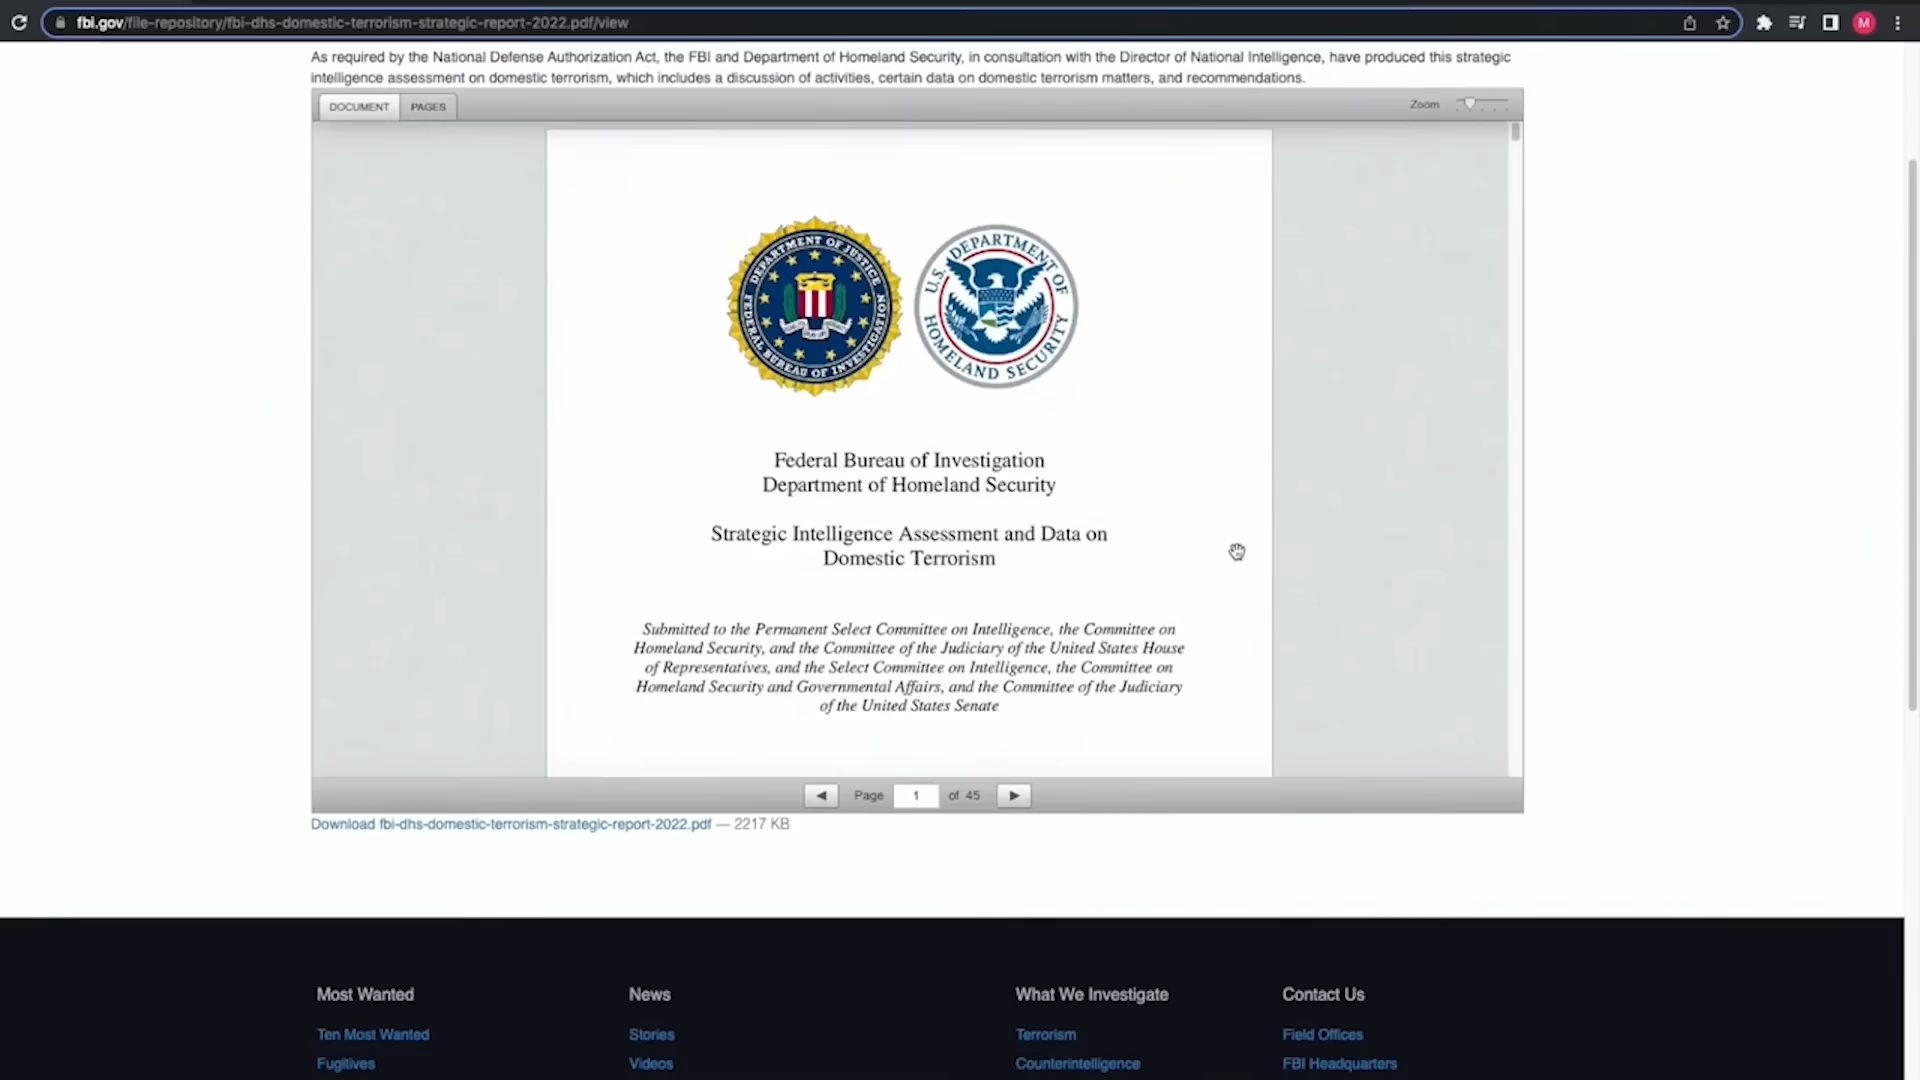 fbi.gov/file-repository/fbi-dhs-domestic-terrorism-strategic-report-2022.pdf/view
M
As required by the National Defense Authorization Act, the FBI and Department of Homeland Security, in consultation with the Director of National Intelligence, have produced this strategic
intelligence assessment on domestic terrorism, which includes a discussion of activities, certain data on domestic terrorism matters, and recommendations.
DOCUMENT PAGES Zoom
DEPARTMENT OF JUSTICE
FEDERAL BUREAU OF INVESTIGATION
U.S. DEPARTMENT OF
HOMELAND SECURITY
Federal Bureau of Investigation
Department of Homeland Security
Strategic Intelligence Assessment and Data on
Domestic Terrorism
Submitted to the Permanent Select Committee on Intelligence, the Committee on
Homeland Security, and the Committee of the Judiciary of the United States House
of Representatives, and the Select Committee on Intelligence, the Committee on
Homeland Security and Governmental Affairs, and the Committee of the Judiciary
of the United States Senate
Page 1 of 45
Download fbi-dhs-domestic-terrorism-strategic-report-2022.pdf — 2217 KB
Most Wanted News What We Investigate Contact Us
Ten Most Wanted Stories Terrorism Field Offices
Fugitives Videos Counterintelligence FBI Headquarters